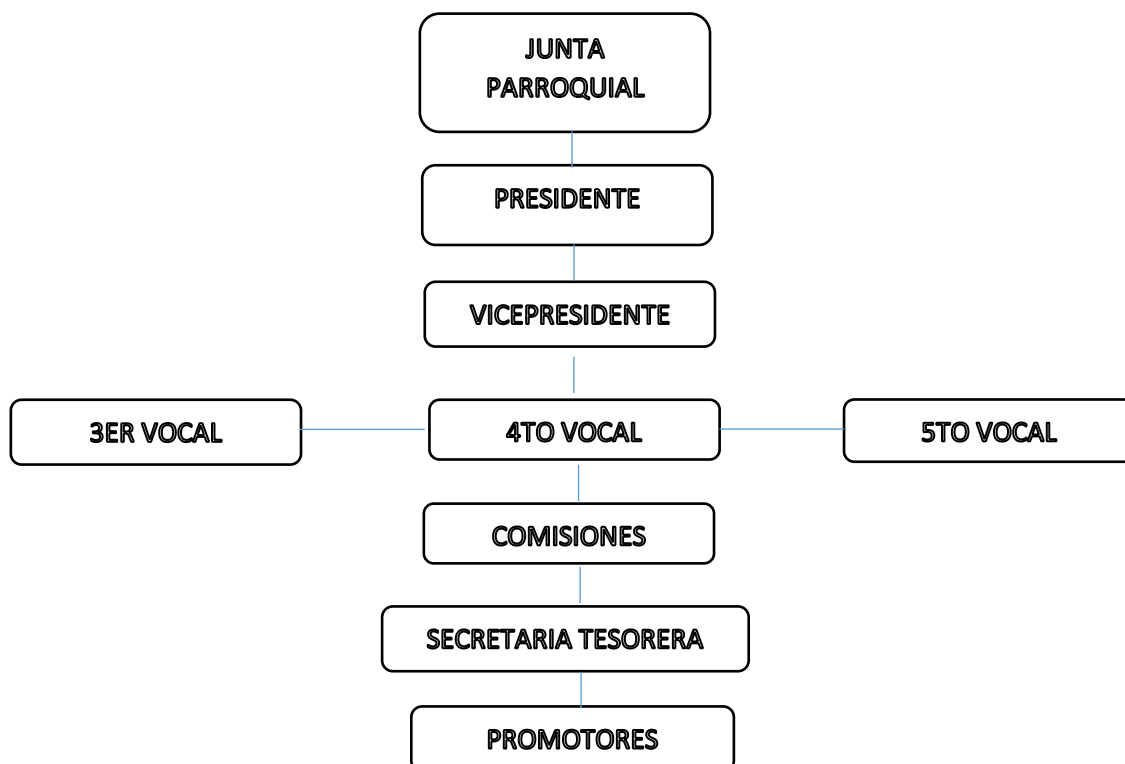 JUNTA
PARROQUIAL
PRESIDENTE
VICEPRESIDENTE
3ER VOCAL
4TO VOCAL
5TO VOCAL
COMISIONES
SECRETARIA TESORERA
PROMOTORES